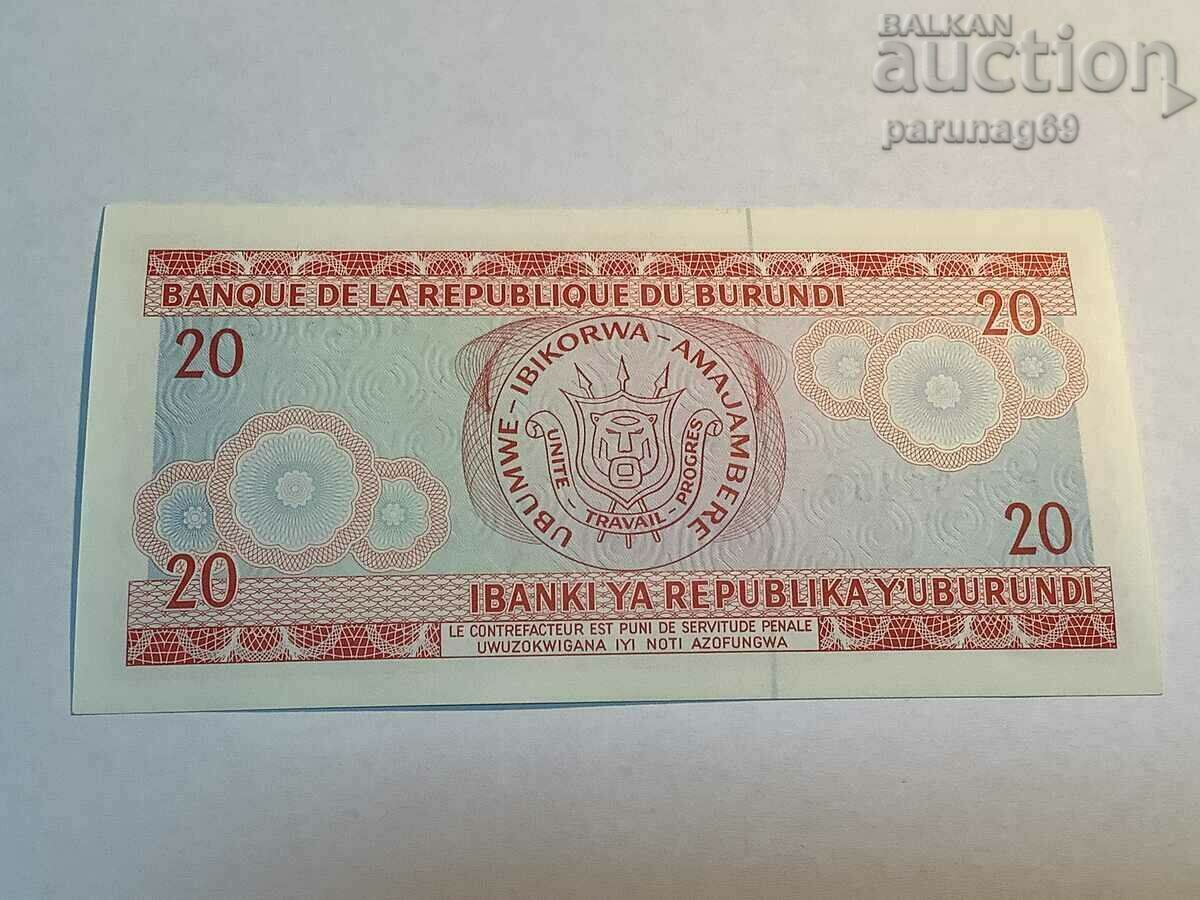 BALKAN
auction
parunag69
BANQUE DE LA REPUBLIQUE DU BURUNDI
20
20
UBUMWE - IBIKORWA - AMAJAMBERE
UNITE - TRAVAIL - PROGRES
20
20
IBANKI YA REPUBLIKA Y'UBURUNDI
LE CONTREFACTEUR EST PUNI DE SERVITUDE PENALE
UWUZOKWIGANA IYI NOTI AZOFUNGWA